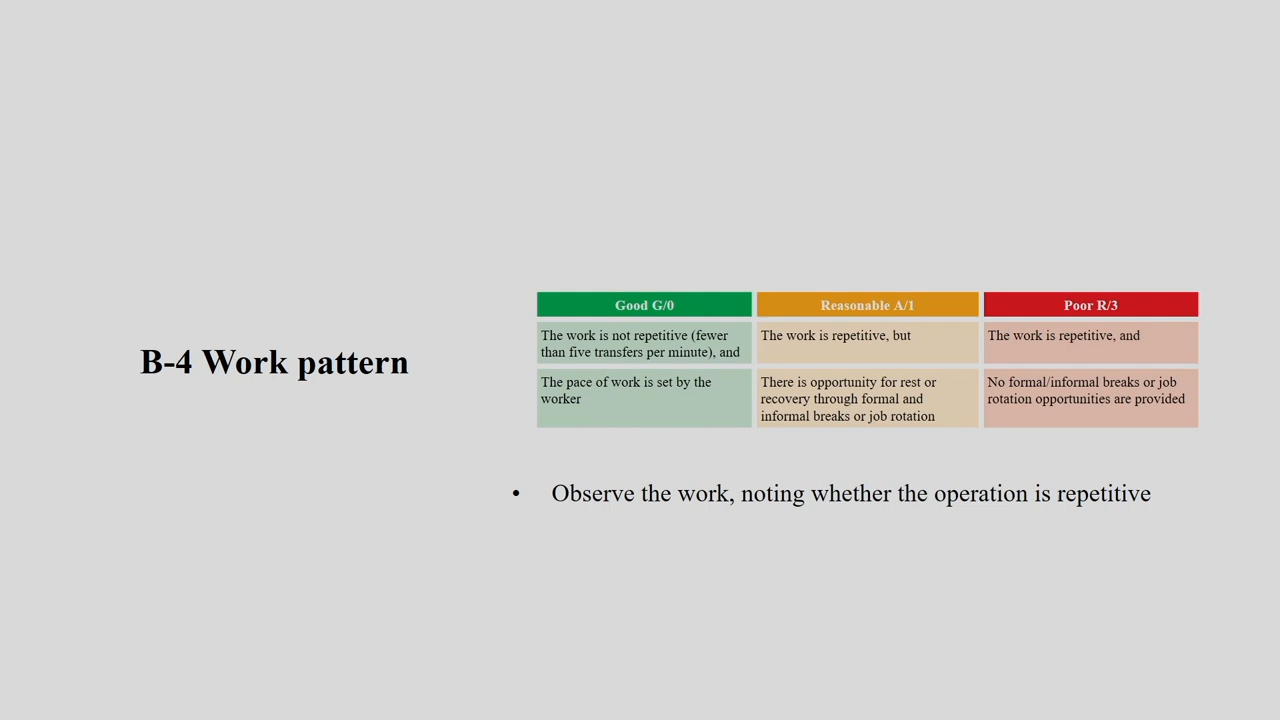 B-4 Work pattern
Good G/0
Reasonable A/1
Poor R/3
The work is not repetitive (fewer
than five transfers per minute), and
The work is repetitive, but
The work is repetitive, and
The pace of work is set by the
worker
There is opportunity for rest or
recovery through formal and
informal breaks or job rotation
No formal/informal breaks or job
rotation opportunities are provided
• Observe the work, noting whether the operation is repetitive